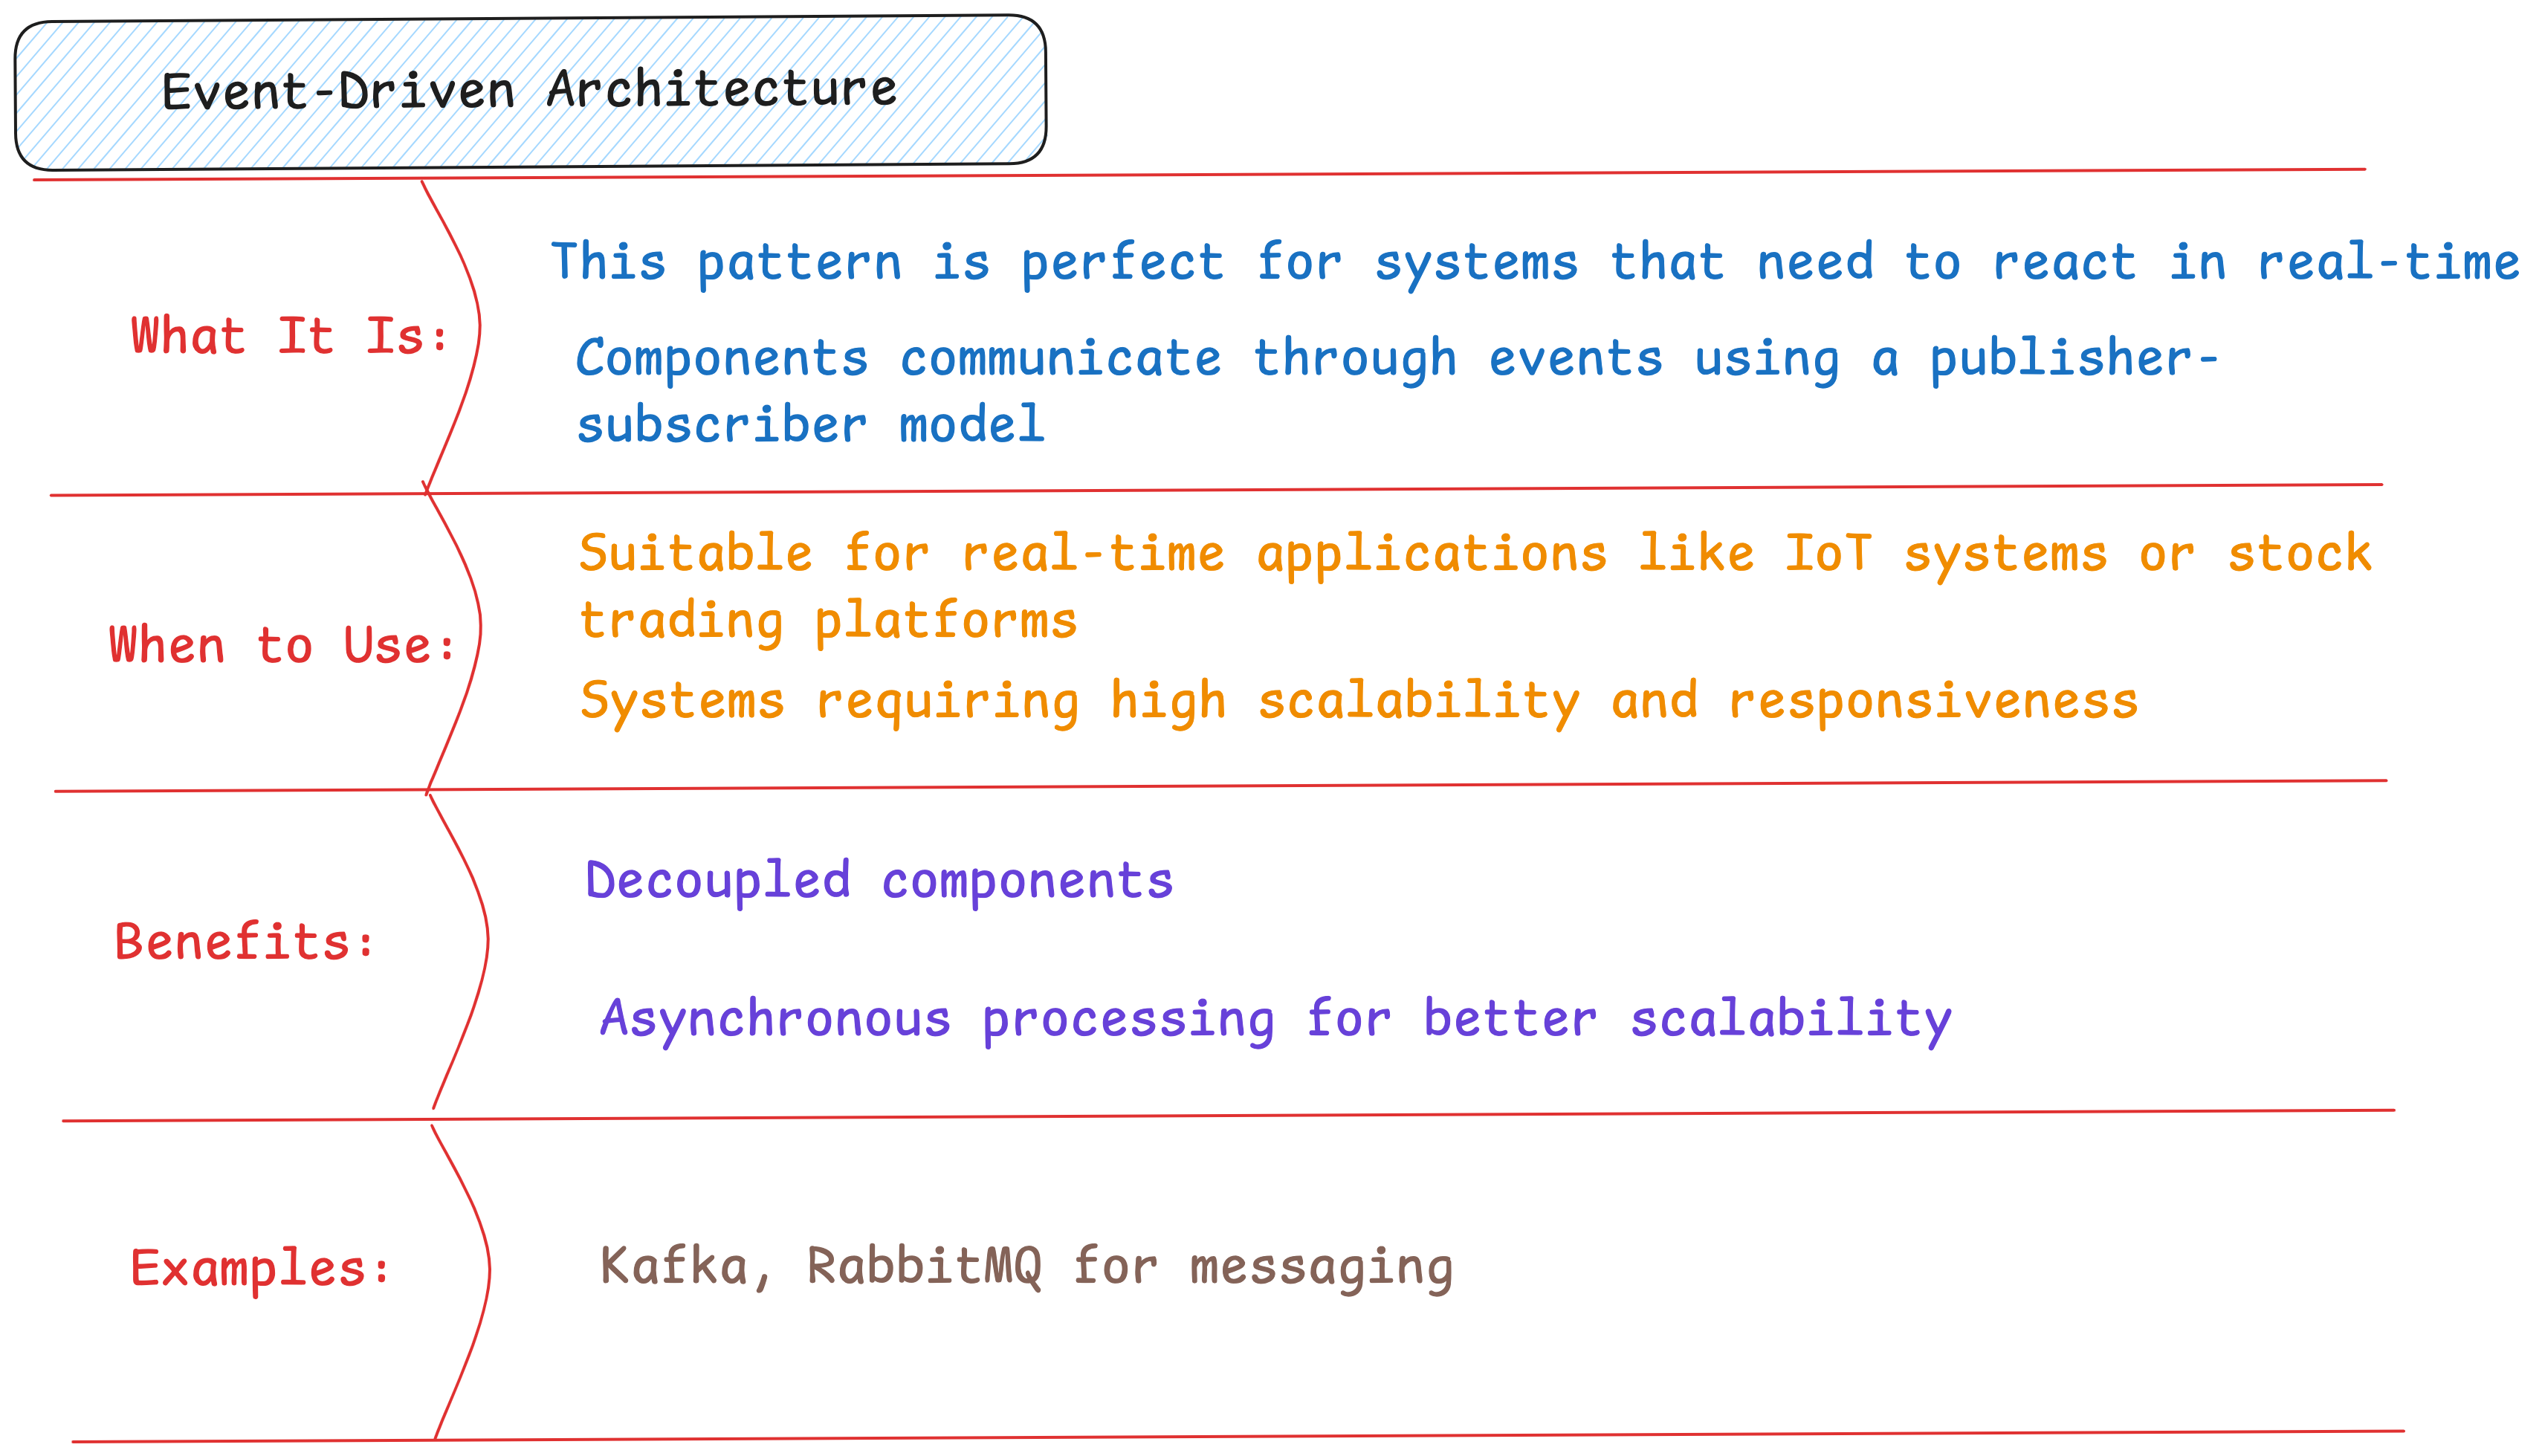 Event-Driven Architecture
What It Is:
This pattern is perfect for systems that need to react in real-time
Components communicate through events using a publisher-
subscriber model
When to Use:
Suitable for real-time applications like IoT systems or stock
trading platforms
Systems requiring high scalability and responsiveness
Benefits:
Decoupled components
Asynchronous processing for better scalability
Examples:
Kafka, RabbitMQ for messaging